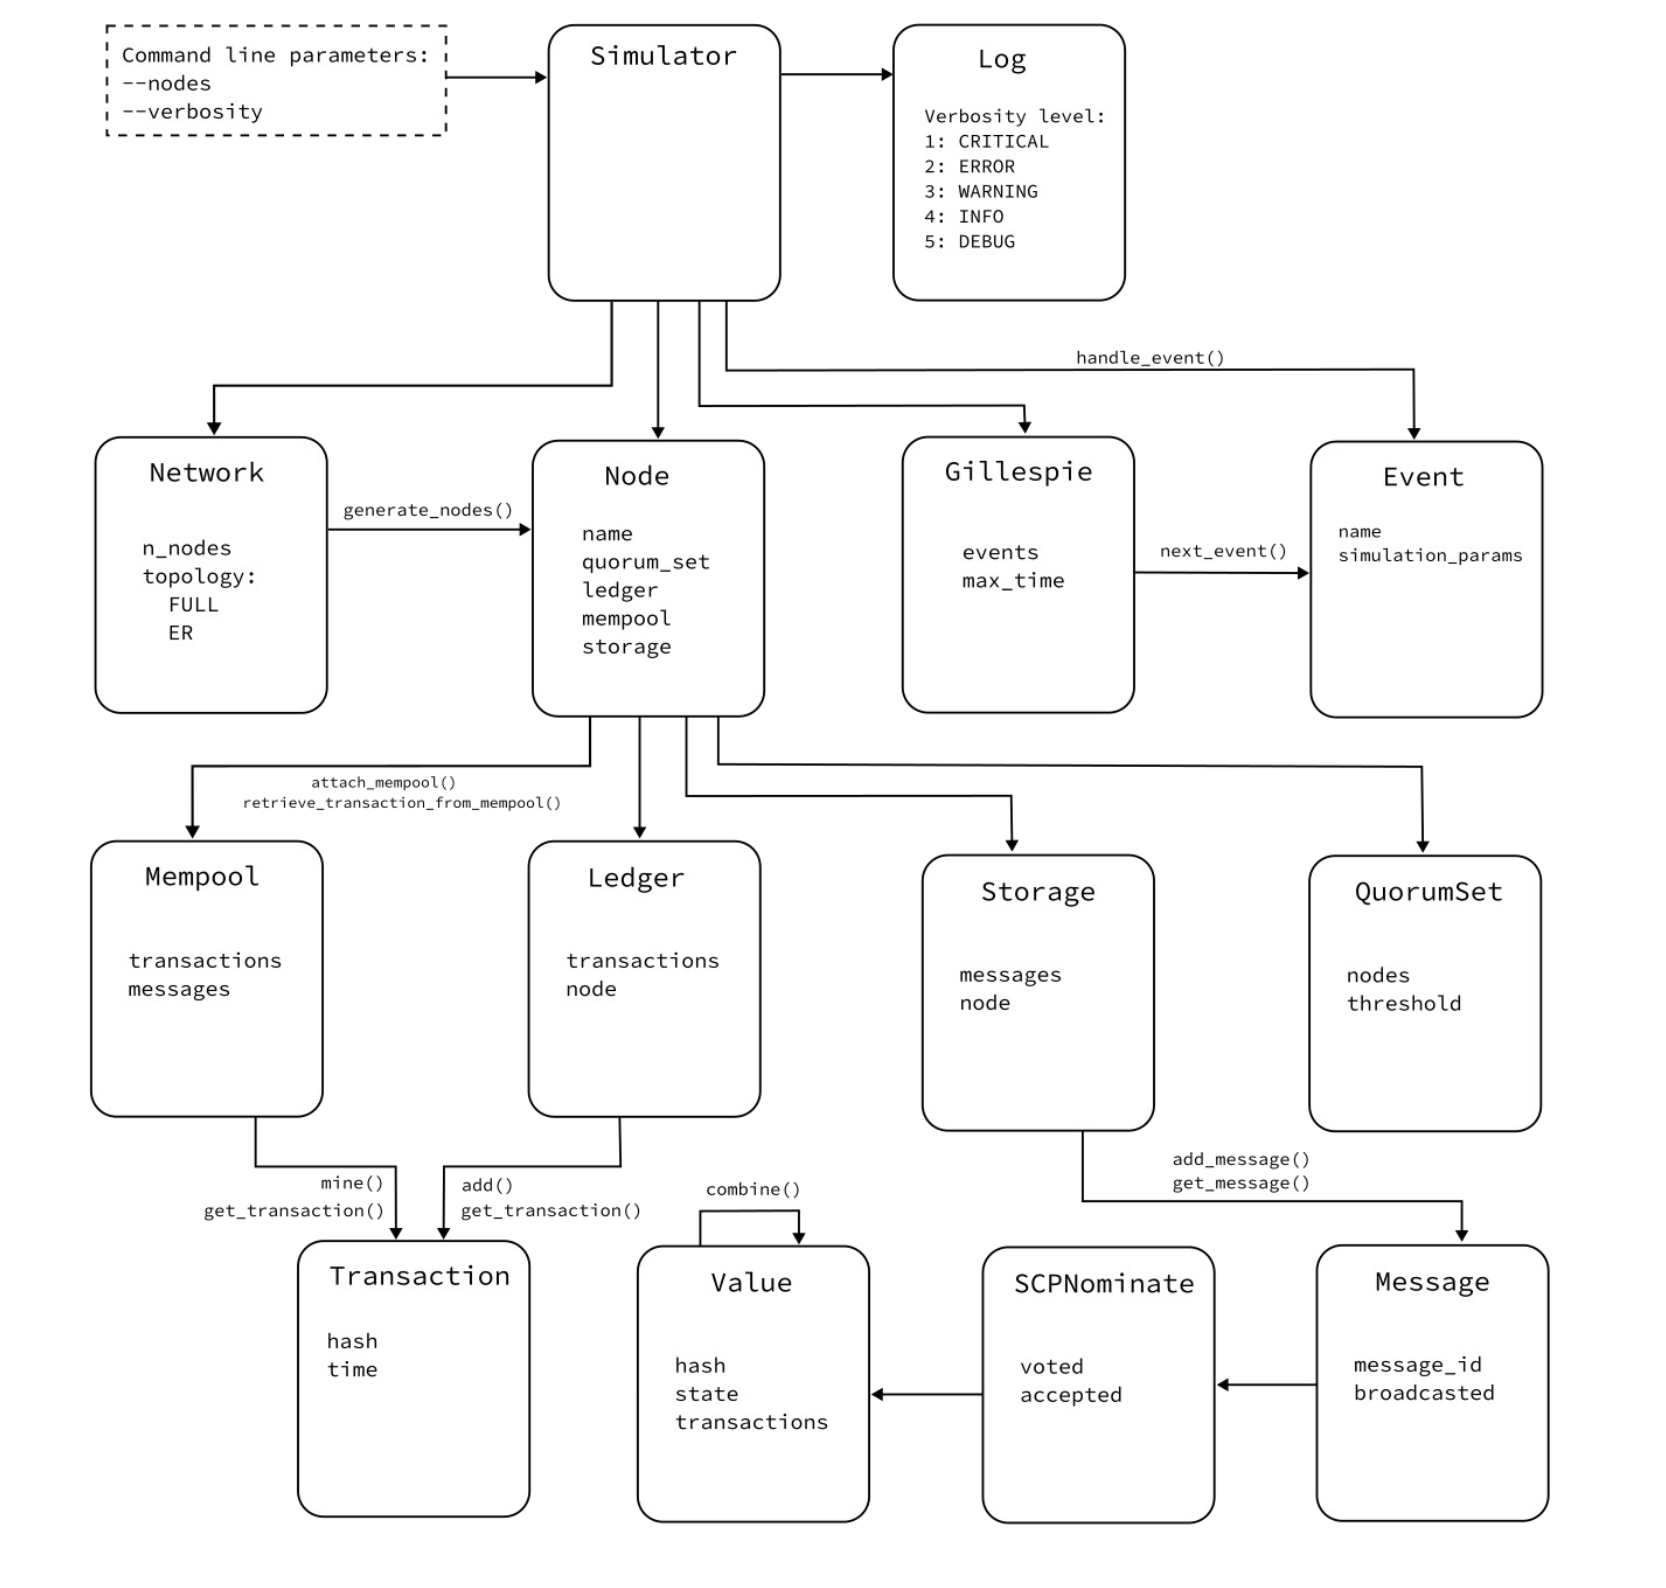 Command line parameters:
--nodes
--verbosity
Simulator
Log
Verbosity level:
1: CRITICAL
2: ERROR
3: WARNING
4: INFO
5: DEBUG
handle_event()
Network
n_nodes
topology:
FULL
ER
generate_nodes()
Node
name
quorum_set
ledger
mempool
storage
Gillespie
events
max_time
next_event()
Event
name
simulation_params
attach_mempool()
retrieve_transaction_from_mempool()
Mempool
transactions
messages
Ledger
transactions
node
Storage
messages
node
QuorumSet
nodes
threshold
mine()
get_transaction()
add()
get_transaction()
combine()
add_message()
get_message()
Transaction
hash
time
Value
hash
state
transactions
SCPNominate
voted
accepted
Message
message_id
broadcasted